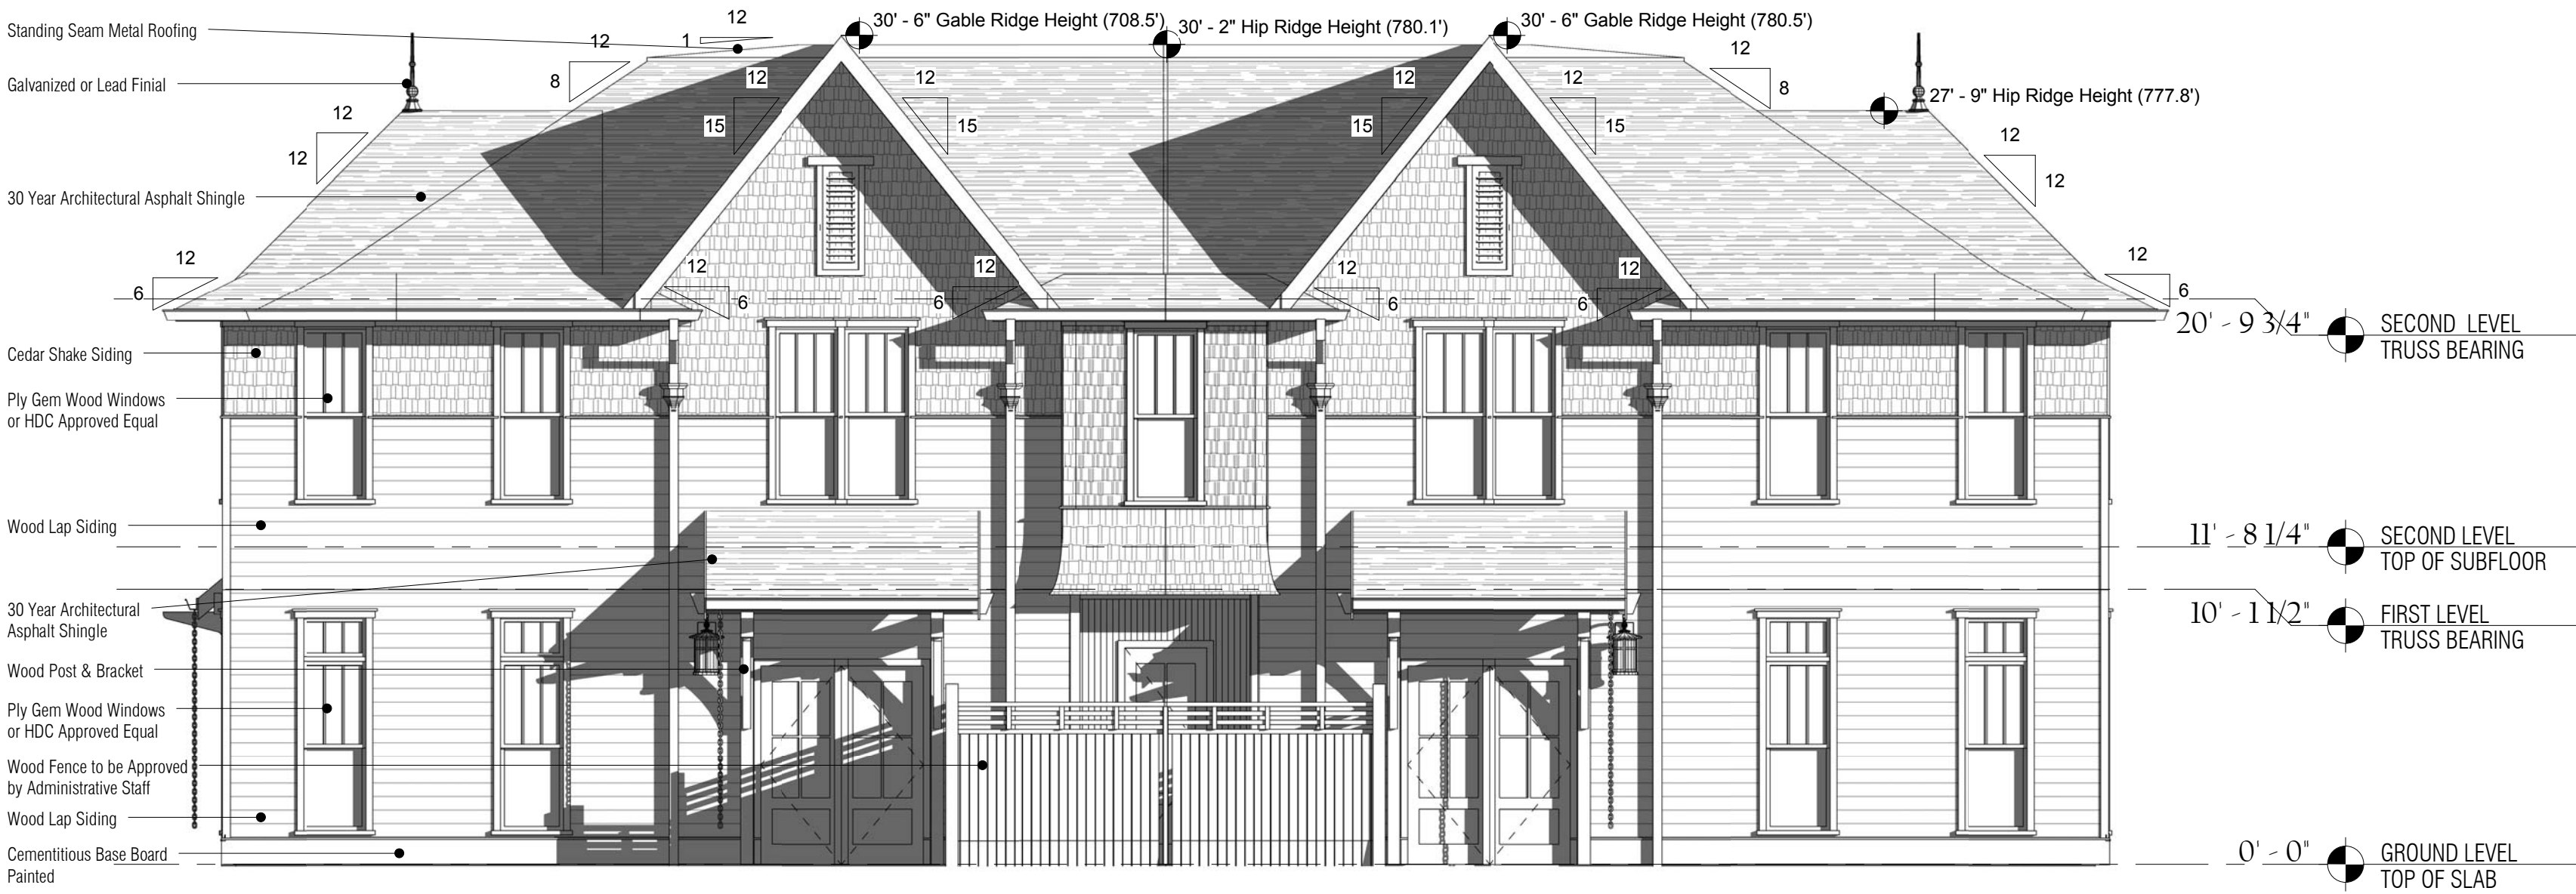 Standing Seam Metal Roofing
Galvanized or Lead Finial
30 Year Architectural Asphalt Shingle
Cedar Shake Siding
Ply Gem Wood Windows
or HDC Approved Equal
Wood Lap Siding
30 Year Architectural
Asphalt Shingle
Wood Post & Bracket
Ply Gem Wood Windows
or HDC Approved Equal
Wood Fence to be Approved
by Administrative Staff
Wood Lap Siding
Cementitious Base Board
Painted
12
1
30' - 6" Gable Ridge Height (708.5')
30' - 2" Hip Ridge Height (780.1')
30' - 6" Gable Ridge Height (780.5')
27' - 9" Hip Ridge Height (777.8')
12
8
12
12
12
15
12
15
12
15
12
15
12
8
12
12
12
6
12
6
12
6
12
6
12
6
12
6
20' - 9 3/4"
SECOND LEVEL
TRUSS BEARING
11' - 8 1/4"
SECOND LEVEL
TOP OF SUBFLOOR
10' - 1 1/2"
FIRST LEVEL
TRUSS BEARING
0' - 0"
GROUND LEVEL
TOP OF SLAB